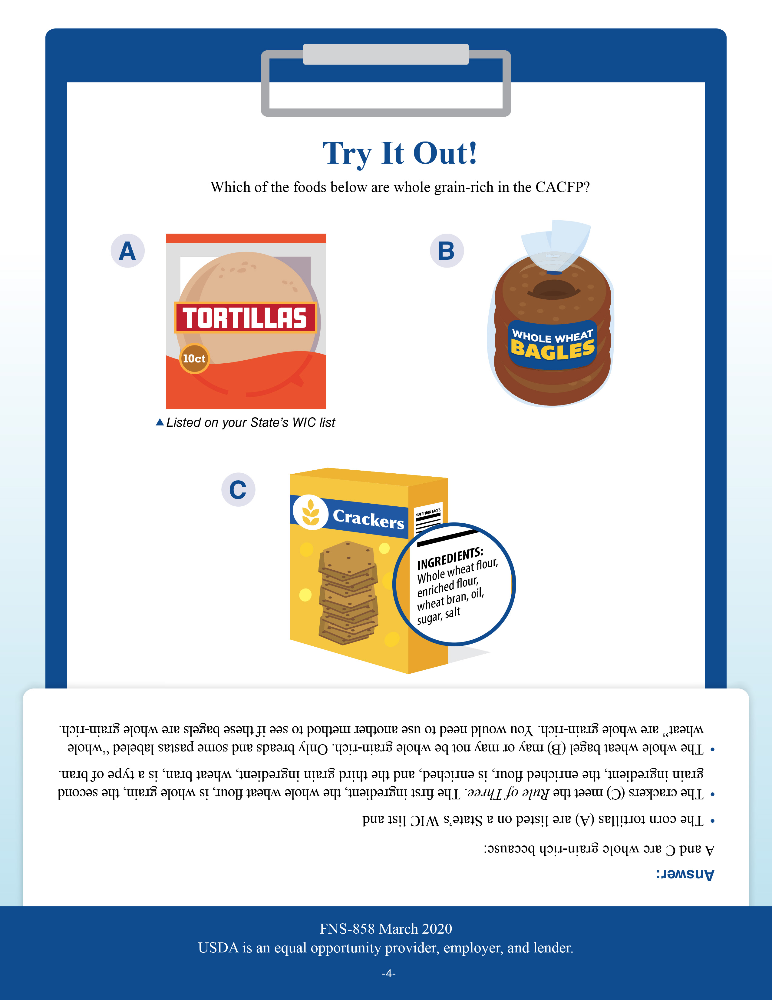 Try It Out!
Which of the foods below are whole grain-rich in the CACFP?
A
TORTILLAS
10ct
▲ Listed on your State’s WIC list
B
WHOLE WHEAT
BAGLES
C
Crackers
NUTRITION FACTS
INGREDIENTS:
Whole wheat flour,
enriched flour,
wheat bran, oil,
sugar, salt
Answer:
A and C are whole grain-rich because:
• The corn tortillas (A) are listed on a State’s WIC list and
• The crackers (C) meet the Rule of Three. The first ingredient, the whole wheat flour, is whole grain, the second
grain ingredient, the enriched flour, is enriched, and the third grain ingredient, wheat bran, is a type of bran.
• The whole wheat bagel (B) may or may not be whole grain-rich. Only breads and some pastas labeled “whole
wheat” are whole grain-rich. You would need to use another method to see if these bagels are whole grain-rich.
FNS-858 March 2020
USDA is an equal opportunity provider, employer, and lender.
-4-